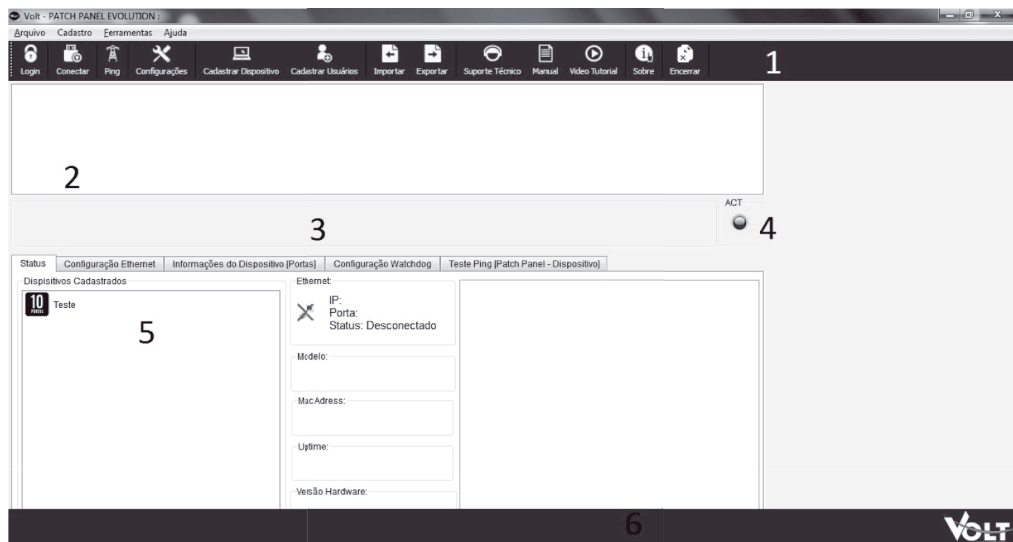 Volt - PATCH PANEL EVOLUTION :
Arquivo Cadastro Ferramentas Ajuda
Login Conectar Ping Configurações Cadastrar Dispositivo Cadastrar Usuários Importar Exportar Suporte Técnico Manual Video Tutorial Sobre Encerrar
1
2
ACT
3
4
Status Configuração Ethernet Informações do Dispositivo [Portas] Configuração Watchdog Teste Ping [Patch Panel - Dispositivo]
Dispisitivos Cadastrados
10 Teste
5
Ethernet:
IP:
Porta:
Status: Desconectado
Modelo:
MacAdress:
Uptime:
Versão Hardware:
6
VOLT